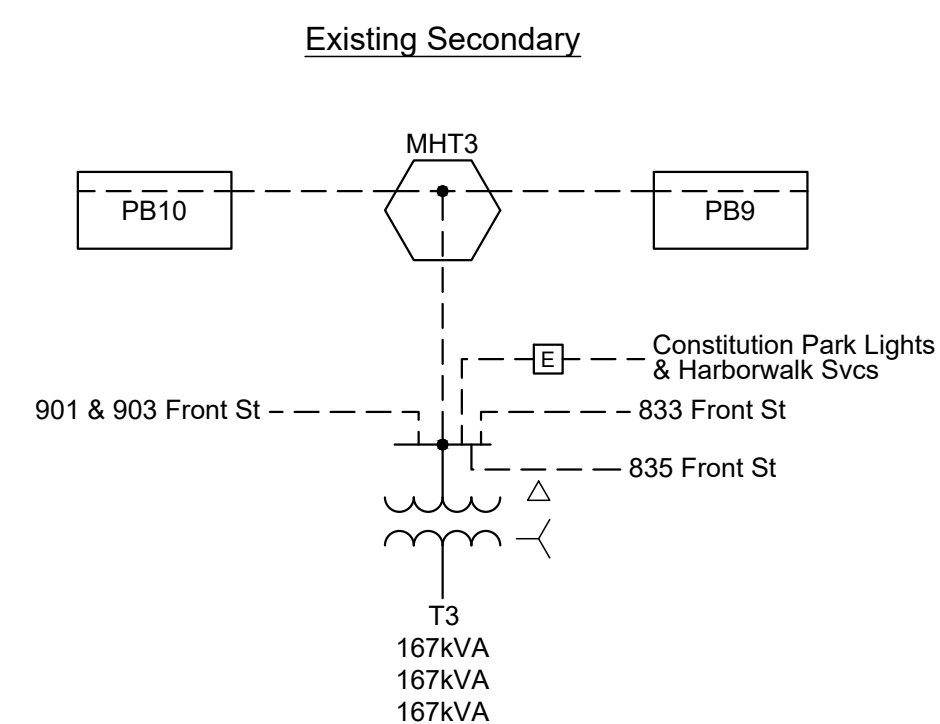 Existing Secondary
MHT3
PB10
PB9
E
Constitution Park Lights
& Harborwalk Svcs
901 & 903 Front St
833 Front St
835 Front St
T3
167kVA
167kVA
167kVA